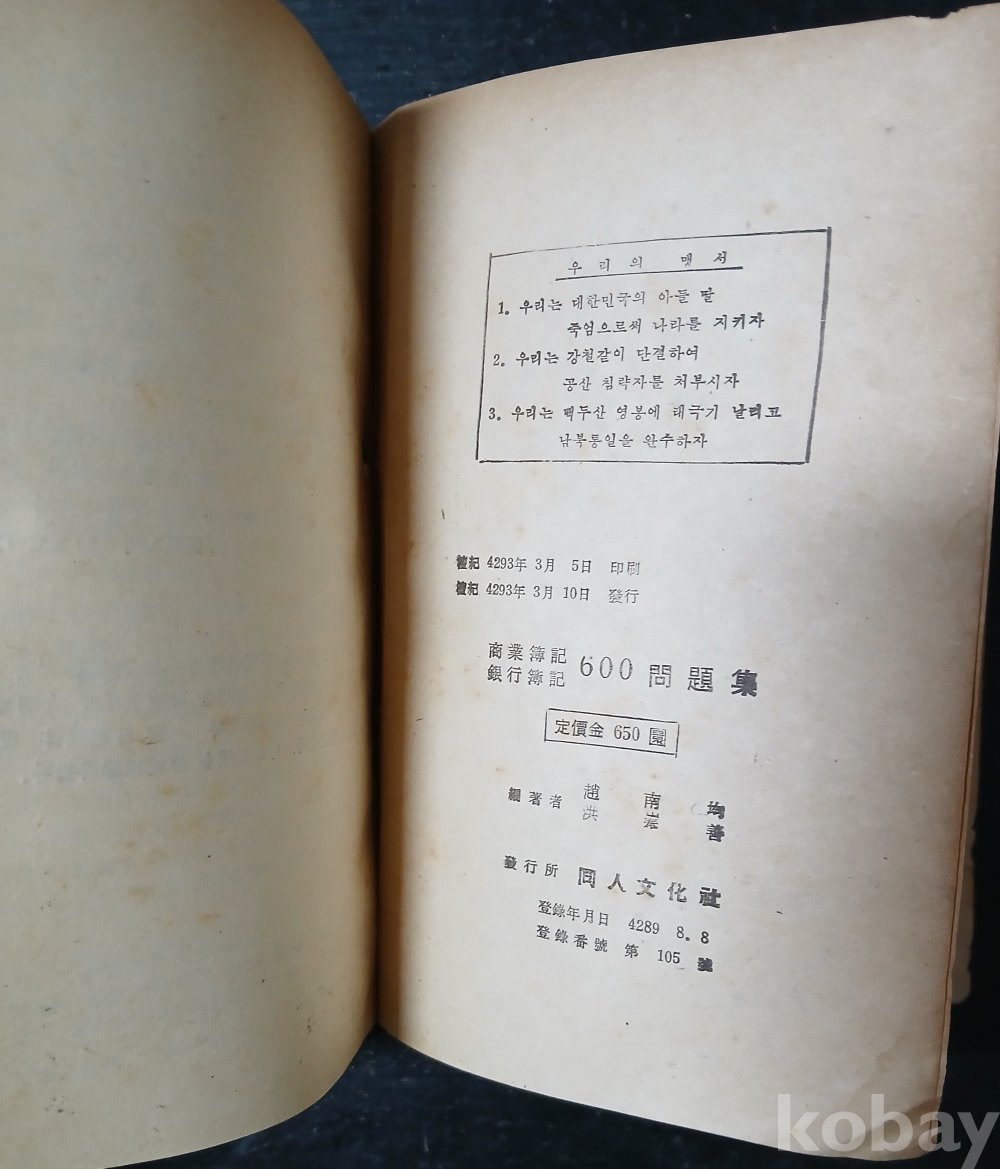 우리의 맹서
1. 우리는 대한민국의 아들 딸
죽엄으로써 나라를 지키자
2. 우리는 강철같이 단결하여
공산 침략자를 처부시자
3. 우리는 백두산 영봉에 태극기 날리고
남북통일을 완수하자
檀紀 4293年 3月 5日 印刷
檀紀 4293年 3月 10日 發行
商業簿記
銀行簿記 600 問題集
定價金 650 圜
編著者 趙南均
洪 善
發行所 同人文化社
登錄年月日 4289 8. 8
登錄番號 第 105 號
kobay